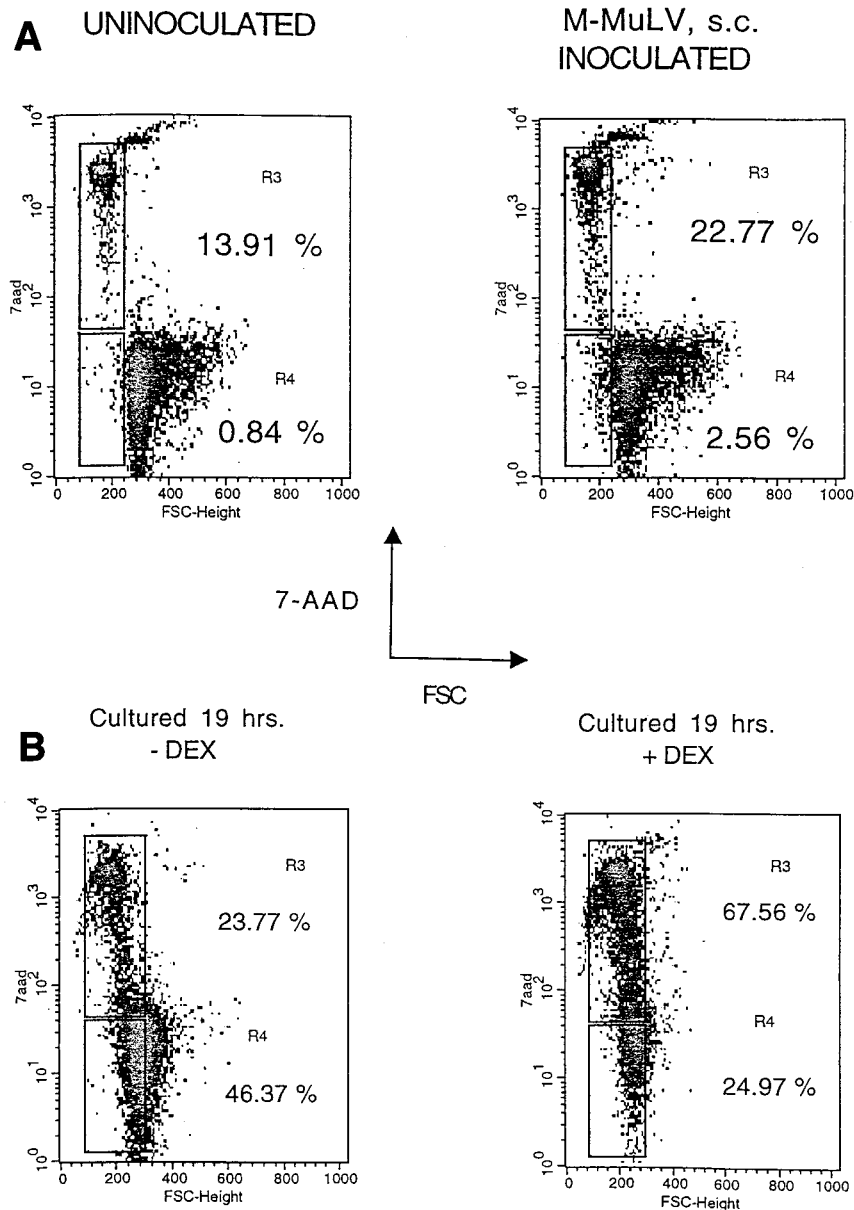 A
UNINOCULATED
M-MuLV, s.c.
INOCULATED
10^4
10^3
10^2
10^1
10^0
7aad
R3
13.91 %
R4
0.84 %
0 200 400 600 800 1000
FSC-Height
10^4
10^3
10^2
10^1
10^0
7aad
R3
22.77 %
R4
2.56 %
0 200 400 600 800 1000
FSC-Height
7-AAD
FSC
B
Cultured 19 hrs.
- DEX
Cultured 19 hrs.
+ DEX
10^4
10^3
10^2
10^1
10^0
7aad
R3
23.77 %
R4
46.37 %
0 200 400 600 800 1000
FSC-Height
10^4
10^3
10^2
10^1
10^0
7aad
R3
67.56 %
R4
24.97 %
0 200 400 600 800 1000
FSC-Height